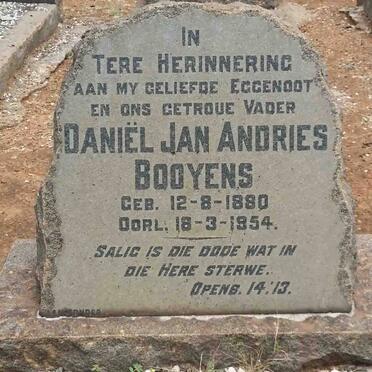 IN
TERE HERINNERING
AAN MY GELIEFDE EGGENOOT
EN ONS GETROUE VADER
DANIËL JAN ANDRIES
BOOYENS
GEB. 12-8-1880
OORL. 18-3-1954.
SALIG IS DIE DODE WAT IN
DIE HERE STERWE.
OPENB. 14.13.